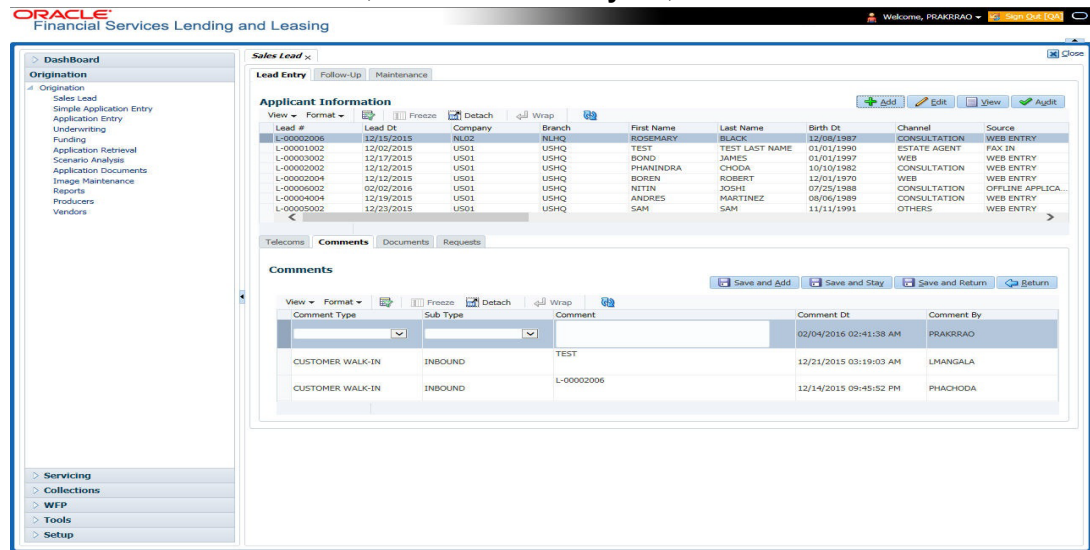 ORACLE
Financial Services Lending and Leasing
Welcome, PRAKRRAO Sign Out [QA]
Sales Lead x Close
DashBoard
Origination
Origination
Sales Lead
Simple Application Entry
Application Entry
Underwriting
Funding
Application Retrieval
Scenario Analysis
Application Documents
Image Maintenance
Reports
Producers
Vendors
Servicing
Collections
WFP
Tools
Setup
Lead Entry Follow-Up Maintenance
Applicant Information Add Edit View Audit
View Format Freeze Detach Wrap
Lead # Lead Dt Company Branch First Name Last Name Birth Dt Channel Source
L-00002006 12/15/2015 NL02 NLHQ ROSEMARY BLACK 12/08/1987 CONSULTATION WEB ENTRY
L-00001002 12/02/2015 US01 USHQ TEST TEST LAST NAME 01/01/1990 ESTATE AGENT FAX IN
L-00003002 12/17/2015 US01 USHQ BOND JAMES 01/01/1997 WEB WEB ENTRY
L-00002002 12/12/2015 US01 USHQ PHANINDRA CHODA 10/10/1982 CONSULTATION WEB ENTRY
L-00002004 12/12/2015 US01 USHQ BOREN ROBERT 12/01/1970 WEB WEB ENTRY
L-00006002 02/02/2016 US01 USHQ NITIN JOSHI 07/25/1988 CONSULTATION OFFLINE APPLICA...
L-00004004 12/19/2015 US01 USHQ ANDRES MARTINEZ 08/06/1989 CONSULTATION WEB ENTRY
L-00005002 12/23/2015 US01 USHQ SAM SAM 11/11/1991 OTHERS WEB ENTRY
Telecoms Comments Documents Requests
Comments
Save and Add Save and Stay Save and Return Return
View Format Freeze Detach Wrap
Comment Type Sub Type Comment Comment Dt Comment By
02/04/2016 02:41:38 AM PRAKRRAO
CUSTOMER WALK-IN INBOUND TEST 12/21/2015 03:19:03 AM LMANGALA
CUSTOMER WALK-IN INBOUND L-00002006 12/14/2015 09:45:52 PM PHACHODA